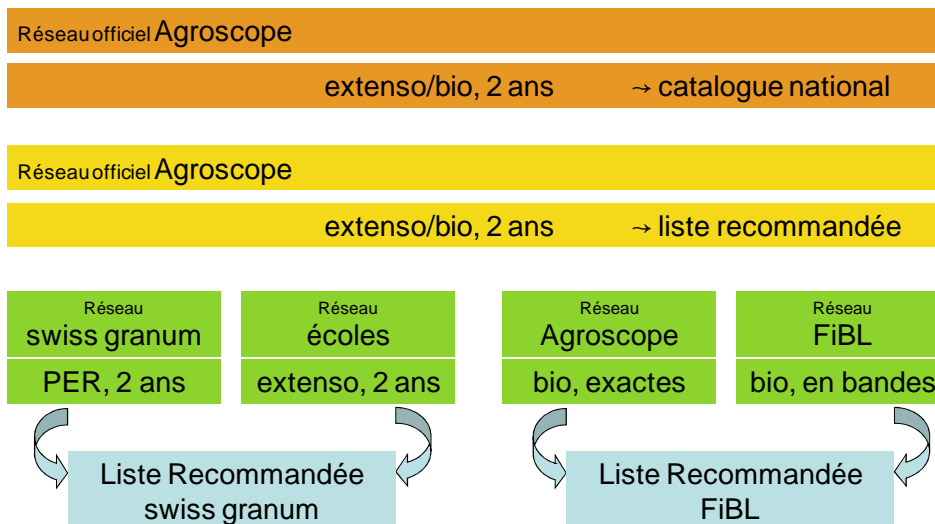 Réseau officiel Agroscope
extenso/bio, 2 ans → catalogue national
Réseau officiel Agroscope
extenso/bio, 2 ans → liste recommandée
Réseau
swiss granum
PER, 2 ans
Réseau
écoles
extenso, 2 ans
Réseau
Agroscope
bio, exactes
Réseau
FiBL
bio, en bandes
Liste Recommandée
swiss granum
Liste Recommandée
FiBL